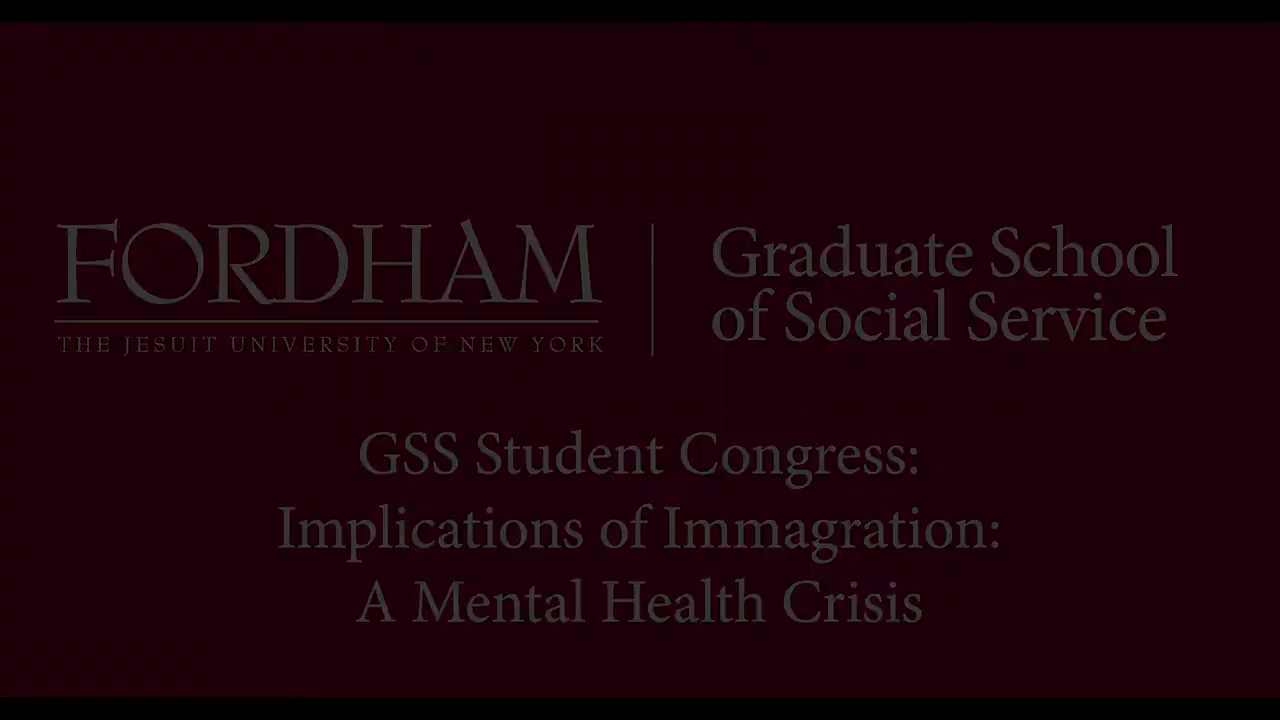 FORDHAM
THE JESUIT UNIVERSITY OF NEW YORK
Graduate School
of Social Service
GSS Student Congress:
Implications of Immagration:
A Mental Health Crisis